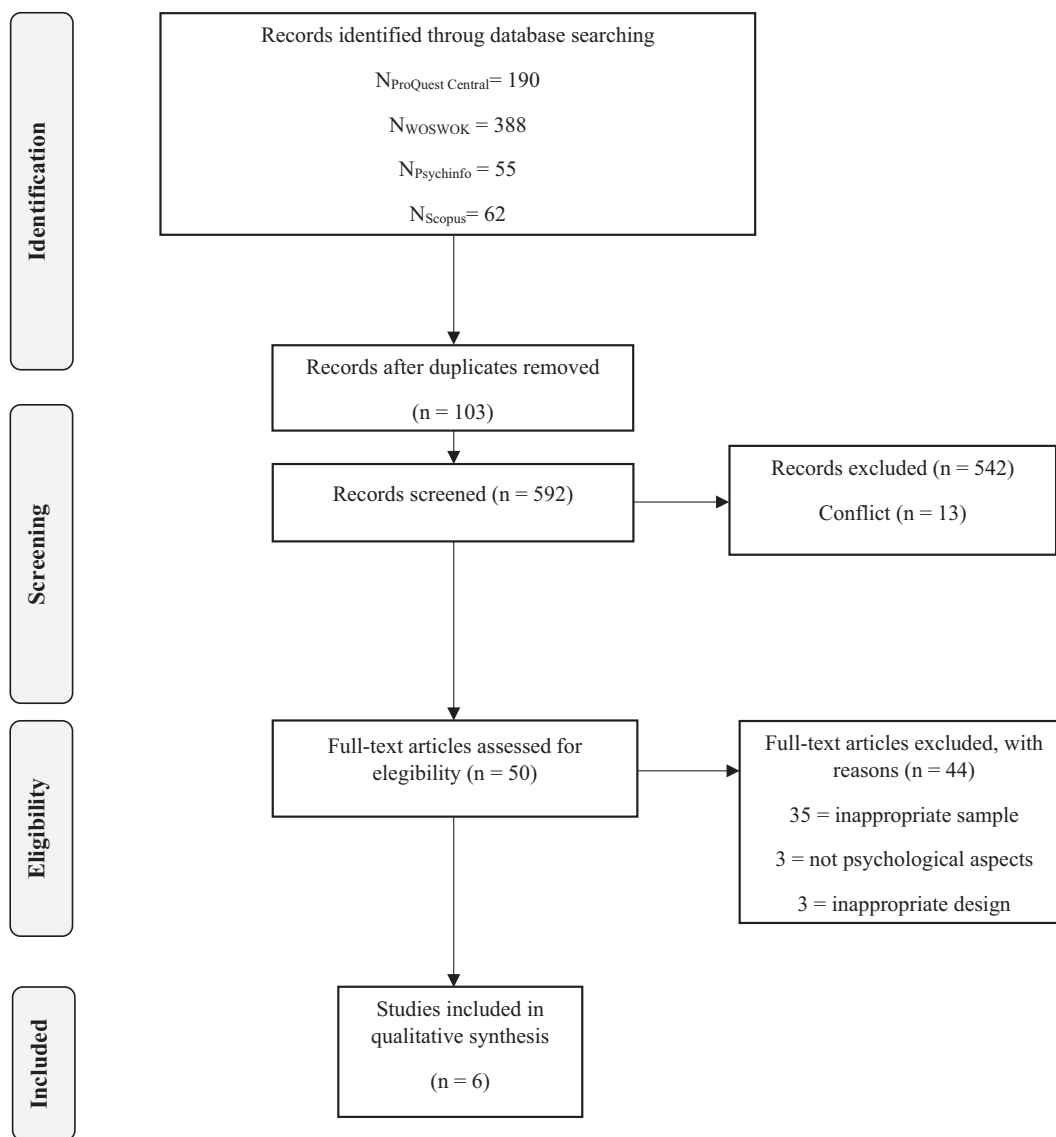 Identification
Records identified throug database searching
NProQuest Central= 190
NWOSWOK = 388
NPsychinfo = 55
NScopus= 62
Records after duplicates removed
(n = 103)
Screening
Records screened (n = 592)
Records excluded (n = 542)
Conflict (n = 13)
Eligibility
Full-text articles assessed for
elegibility (n = 50)
Full-text articles excluded, with
reasons (n = 44)
35 = inappropriate sample
3 = not psychological aspects
3 = inappropriate design
Included
Studies included in
qualitative synthesis
(n = 6)